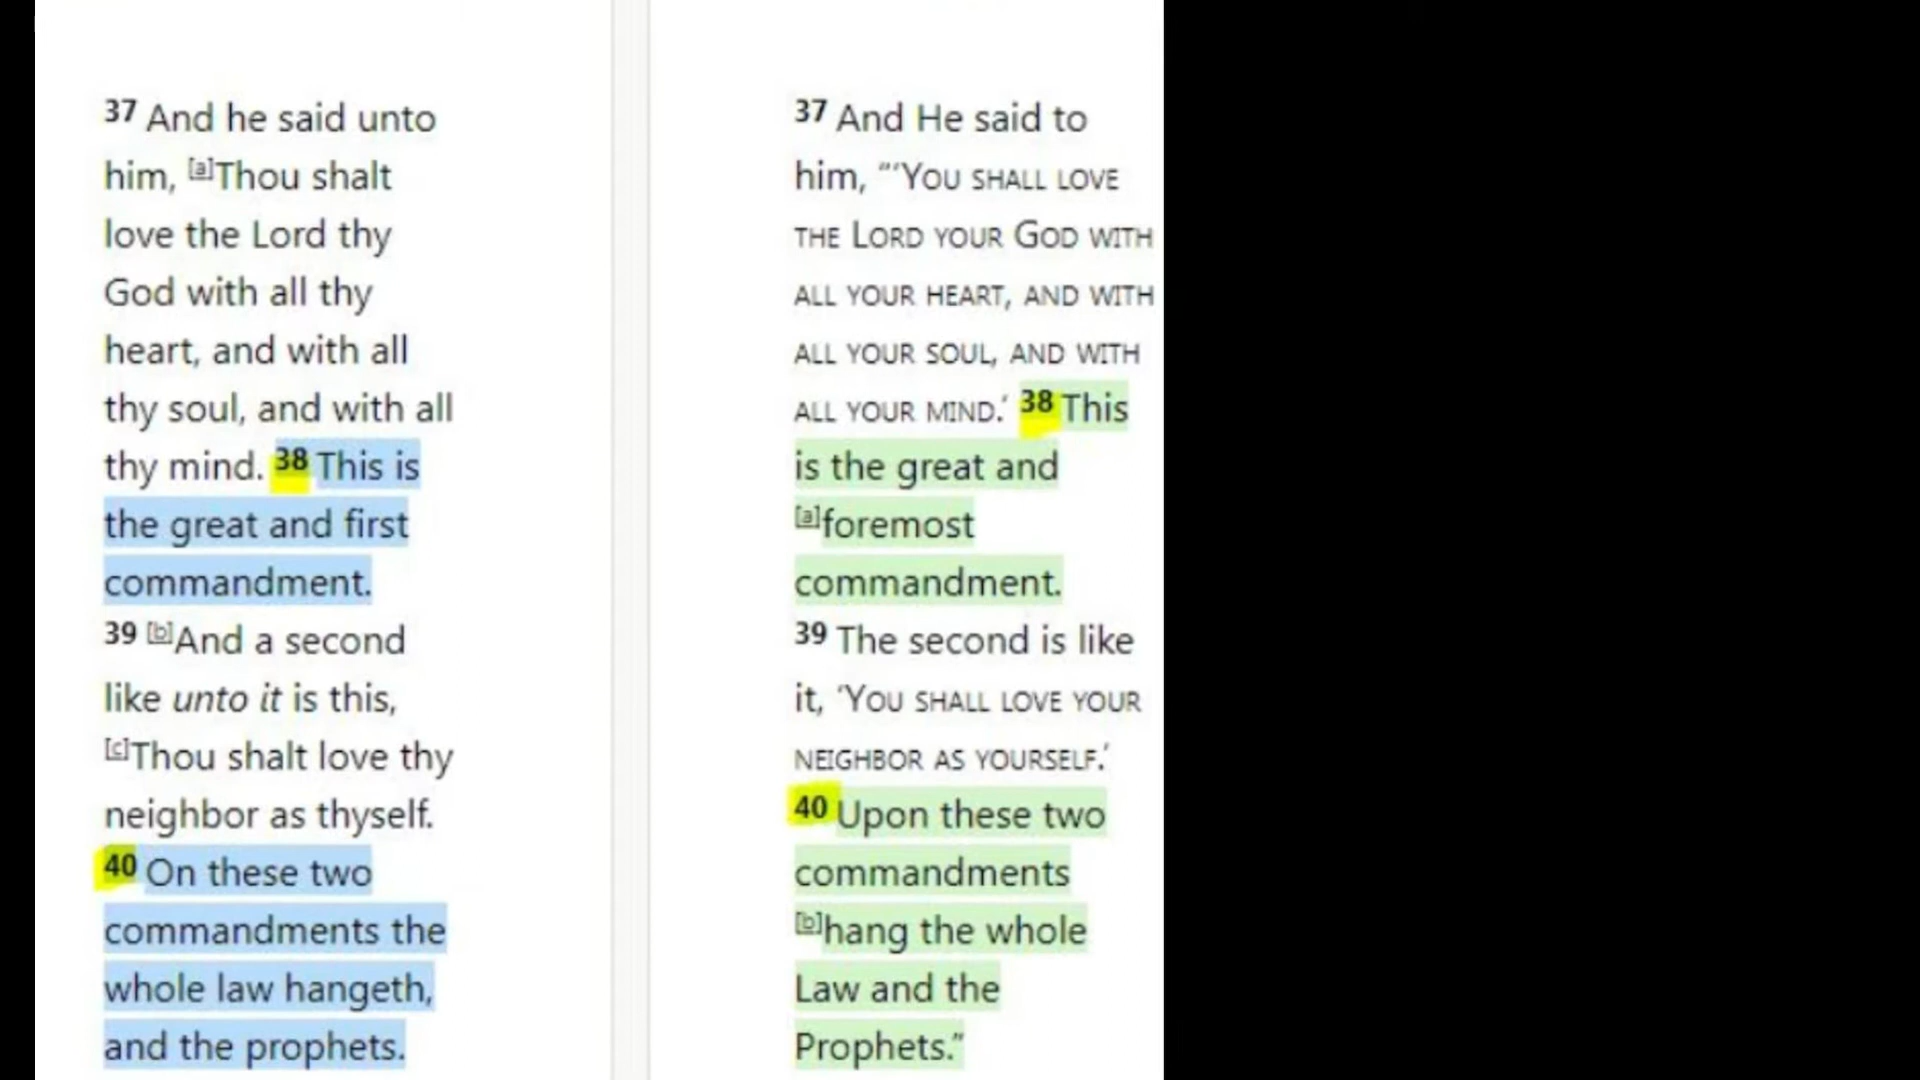 37 And he said unto
him, [a]Thou shalt
love the Lord thy
God with all thy
heart, and with all
thy soul, and with all
thy mind. 38 This is
the great and first
commandment.
39 [b]And a second
like unto it is this,
[c]Thou shalt love thy
neighbor as thyself.
40 On these two
commandments the
whole law hangeth,
and the prophets.
37 And He said to
him, “‘You shall love
the Lord your God with
all your heart, and with
all your soul, and with
all your mind.’ 38 This
is the great and
[a]foremost
commandment.
39 The second is like
it, ‘You shall love your
neighbor as yourself.’
40 Upon these two
commandments
[b]hang the whole
Law and the
Prophets.”